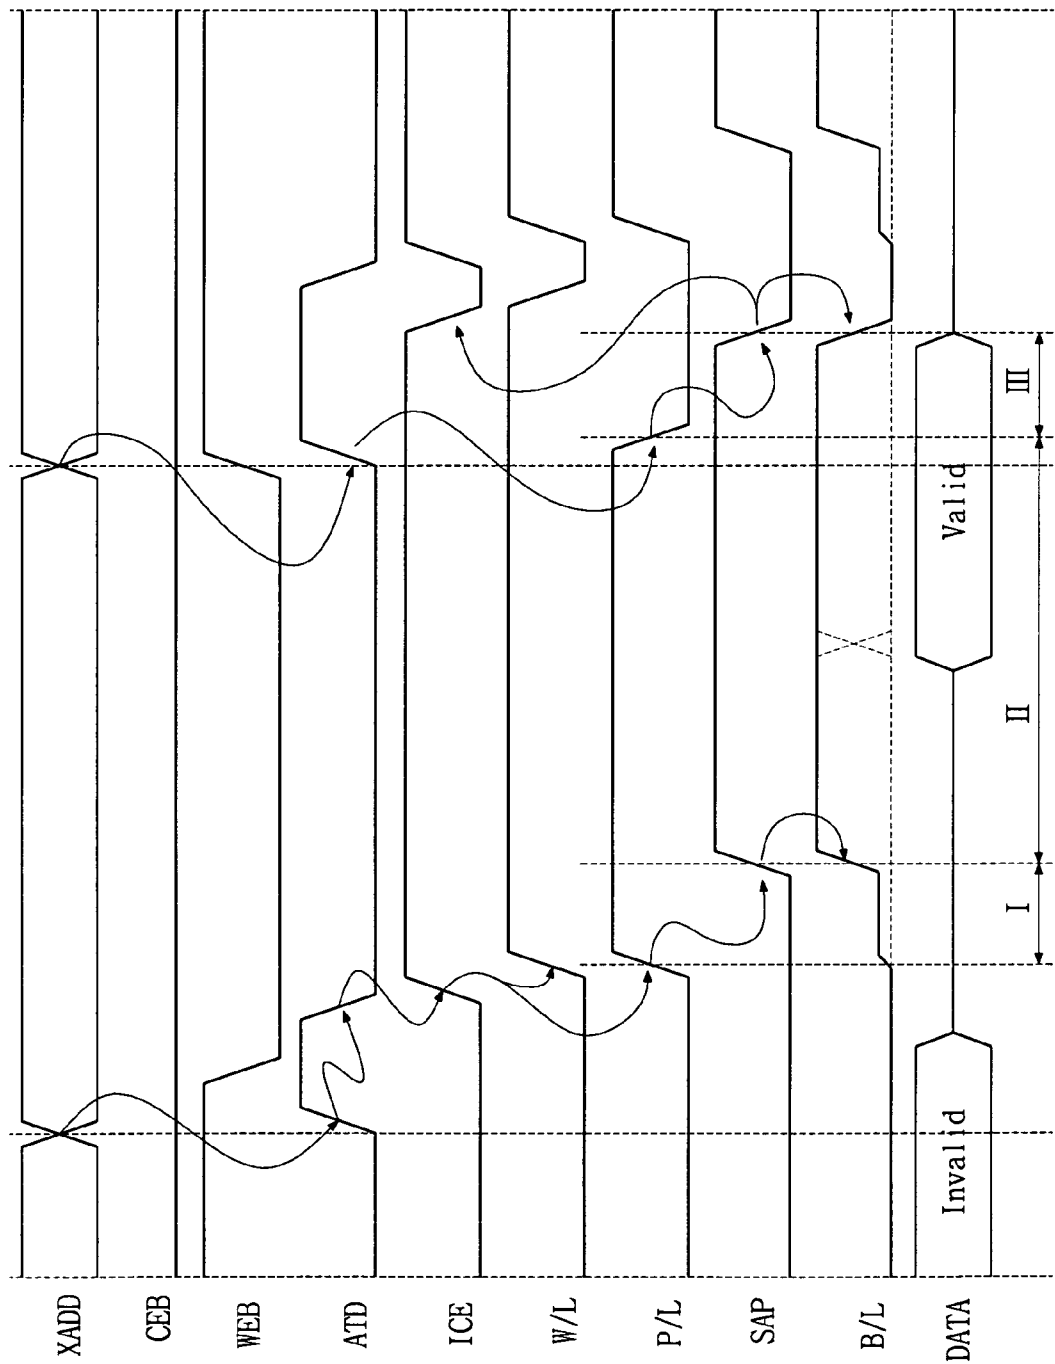 XADD
CEB
WEB
ATD
ICE
W/L
P/L
SAP
B/L
DATA
Invalid
Valid
I
II
III